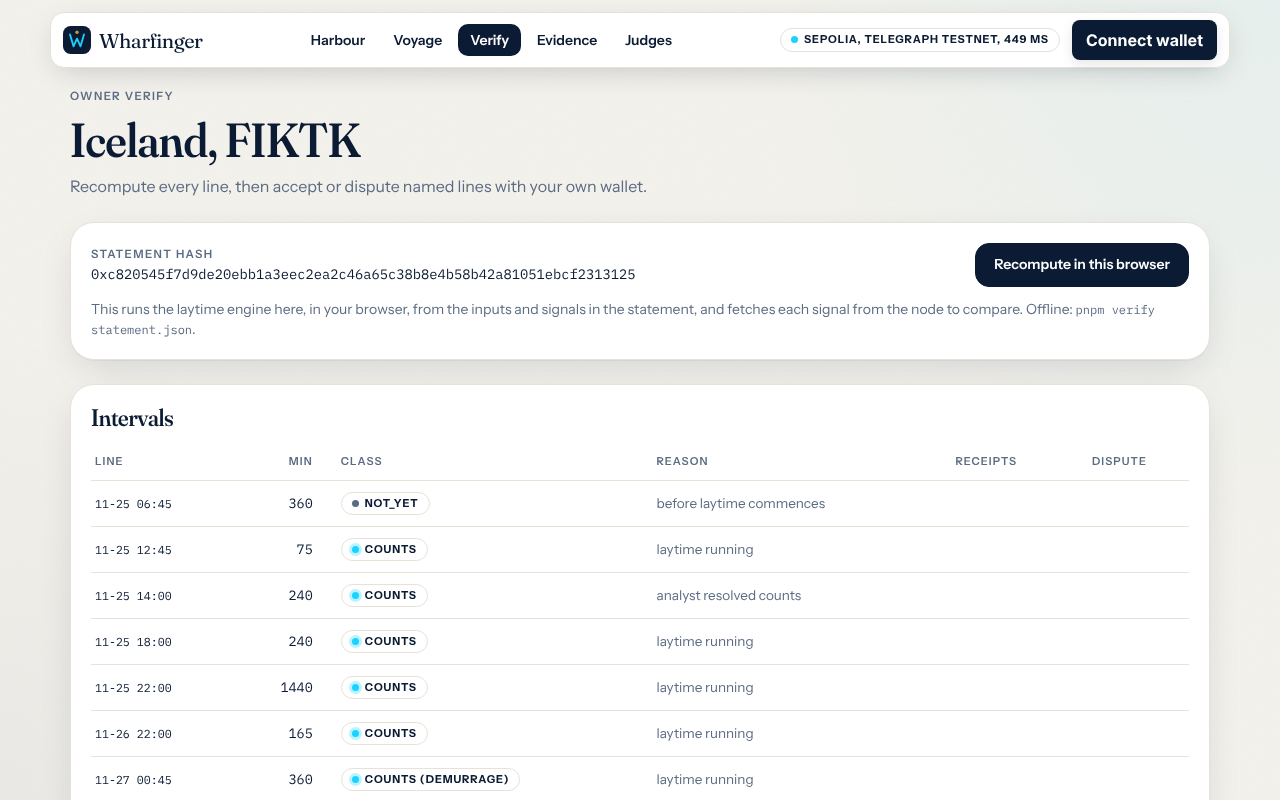 Wharfinger
Harbour Voyage Verify Evidence Judges
SEPOLIA, TELEGRAPH TESTNET, 449 MS
Connect wallet
OWNER VERIFY
Iceland, FIKTK
Recompute every line, then accept or dispute named lines with your own wallet.
STATEMENT HASH
0xc820545f7d9de20ebb1a3eec2ea2c46a65c38b8e4b58b42a81051ebcf2313125
Recompute in this browser
This runs the laytime engine here, in your browser, from the inputs and signals in the statement, and fetches each signal from the node to compare. Offline: pnpm verify
statement.json.
Intervals
LINE MIN CLASS REASON RECEIPTS DISPUTE
11-25 06:45 360 NOT_YET before laytime commences
11-25 12:45 75 COUNTS laytime running
11-25 14:00 240 COUNTS analyst resolved counts
11-25 18:00 240 COUNTS laytime running
11-25 22:00 1440 COUNTS laytime running
11-26 22:00 165 COUNTS laytime running
11-27 00:45 360 COUNTS (DEMURRAGE) laytime running